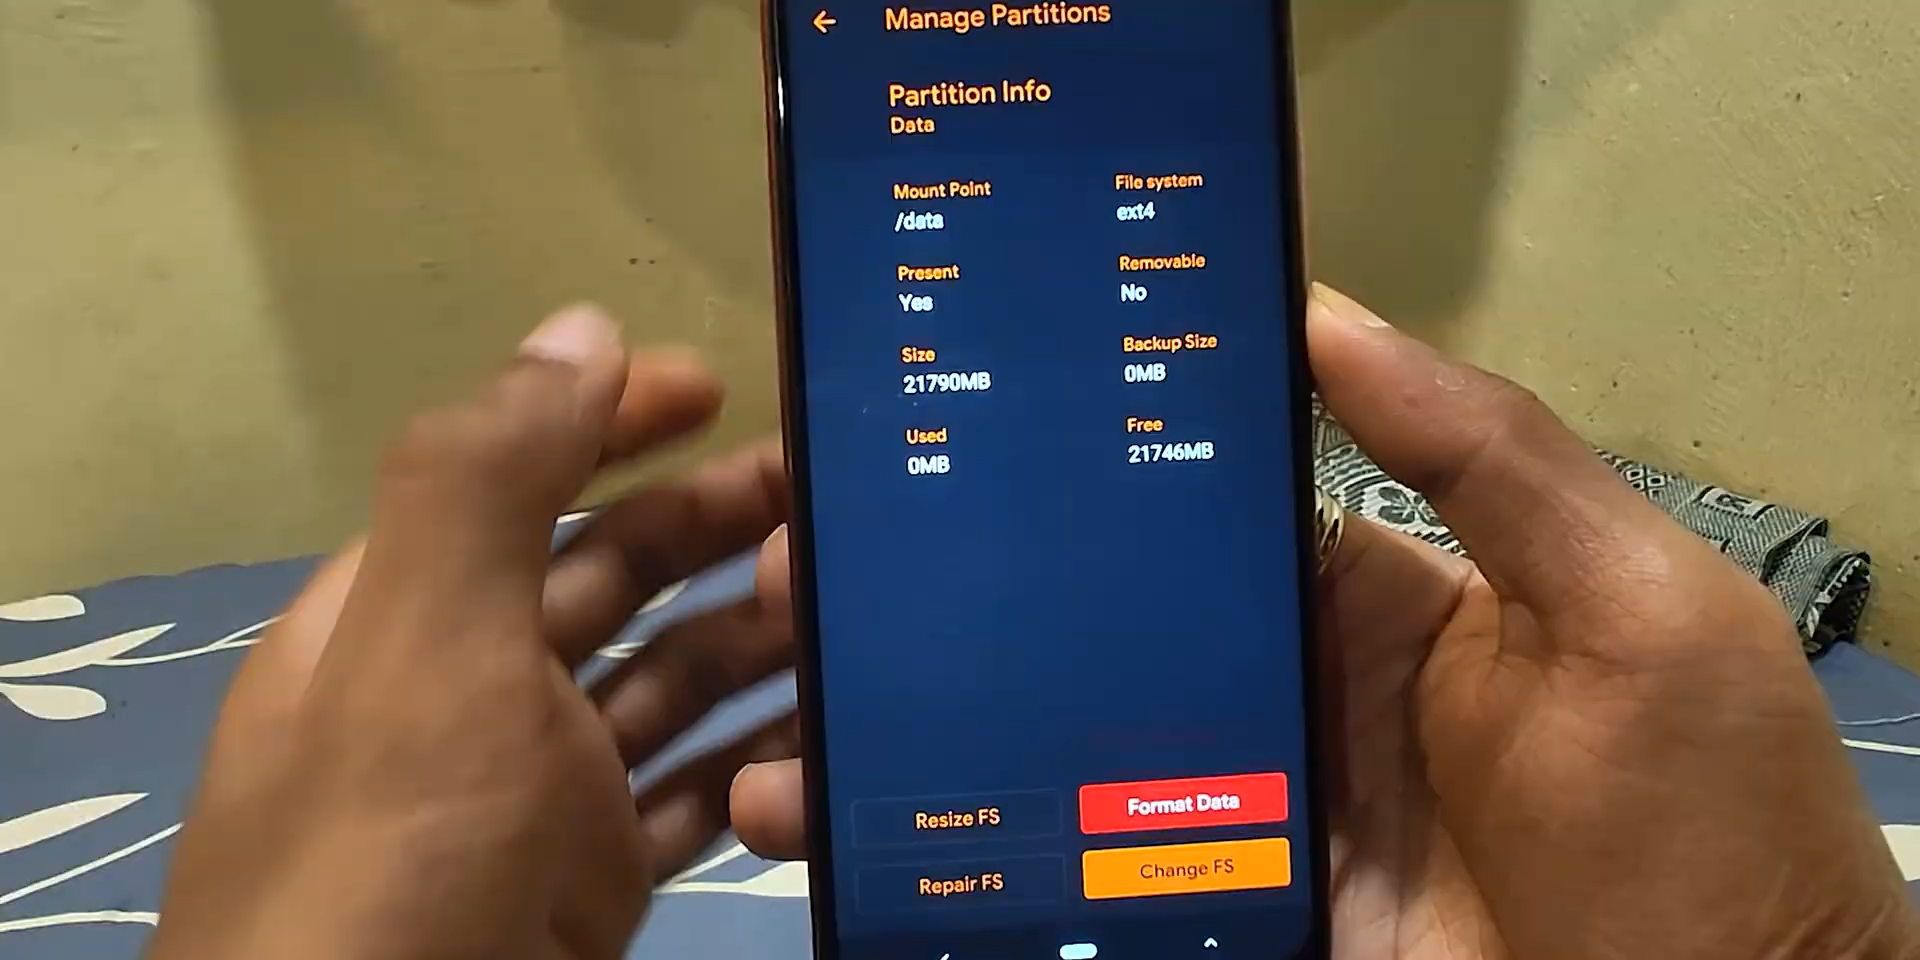 Manage Partitions
Partition Info
Data
Mount Point
/data
File system
ext4
Present
Yes
Removable
No
Size
21790MB
Backup Size
0MB
Used
0MB
Free
21746MB
Resize FS
Format Data
Repair FS
Change FS